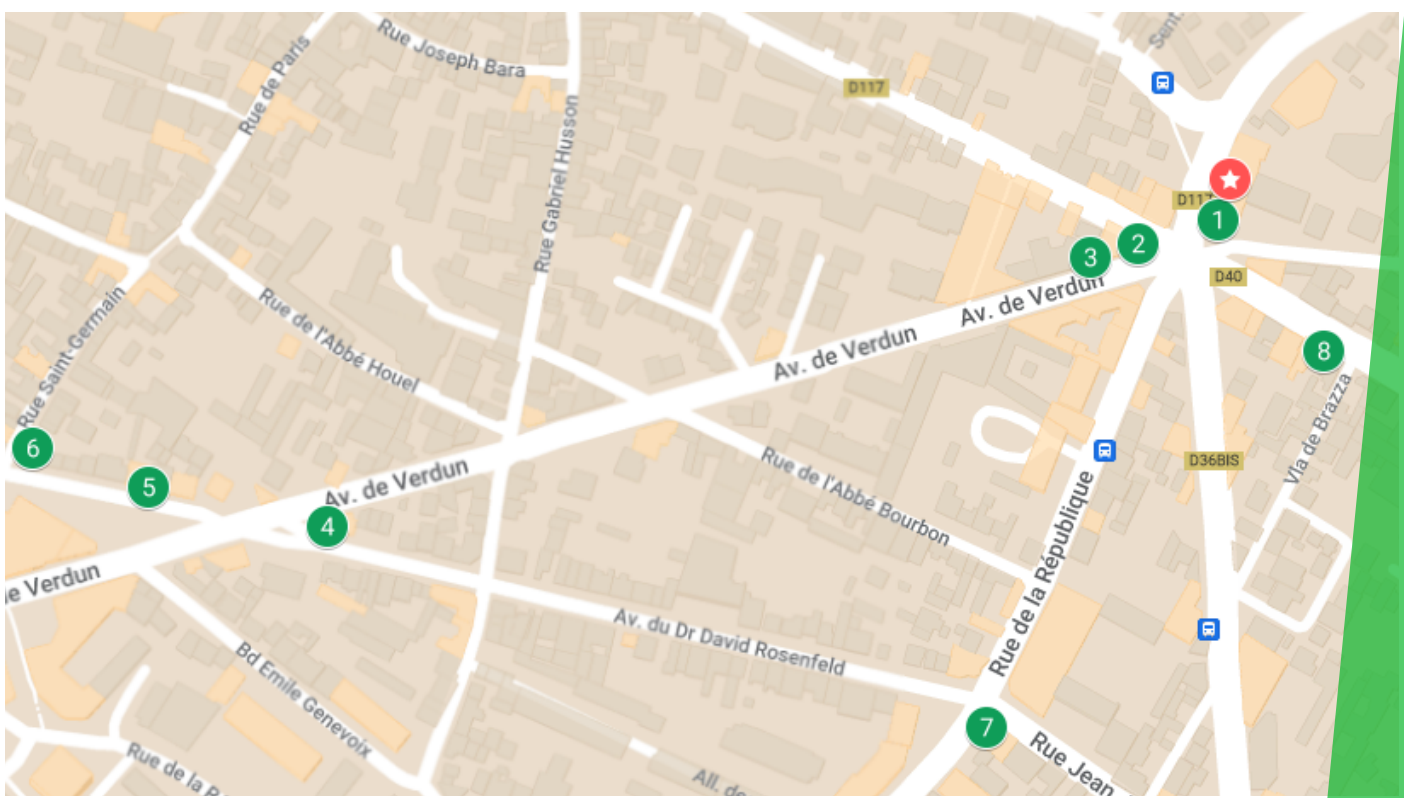 Rue Joseph Bara
Rue de Paris
D117
Sent.
Rue Gabriel Husson
D117
1
2
3
D40
Av. de Verdun
Rue Saint-Germain
Rue de l'Abbé Houel
Av. de Verdun
8
Vla de Brazza
6
5
Av. de Verdun
4
Rue de l'Abbé Bourbon
D36BIS
Rue de la République
e Verdun
Av. du Dr David Rosenfeld
Bd Emile Genevoix
7
Rue Jean
Rue de la
All. de